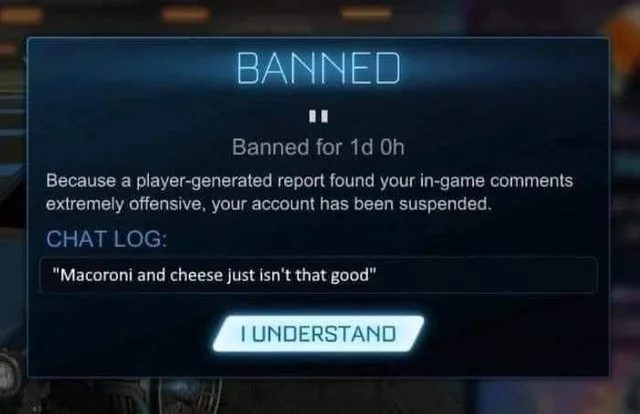 BANNED
Banned for 1d 0h
Because a player-generated report found your in-game comments
extremely offensive, your account has been suspended.
CHAT LOG:
"Macoroni and cheese just isn't that good"
I UNDERSTAND